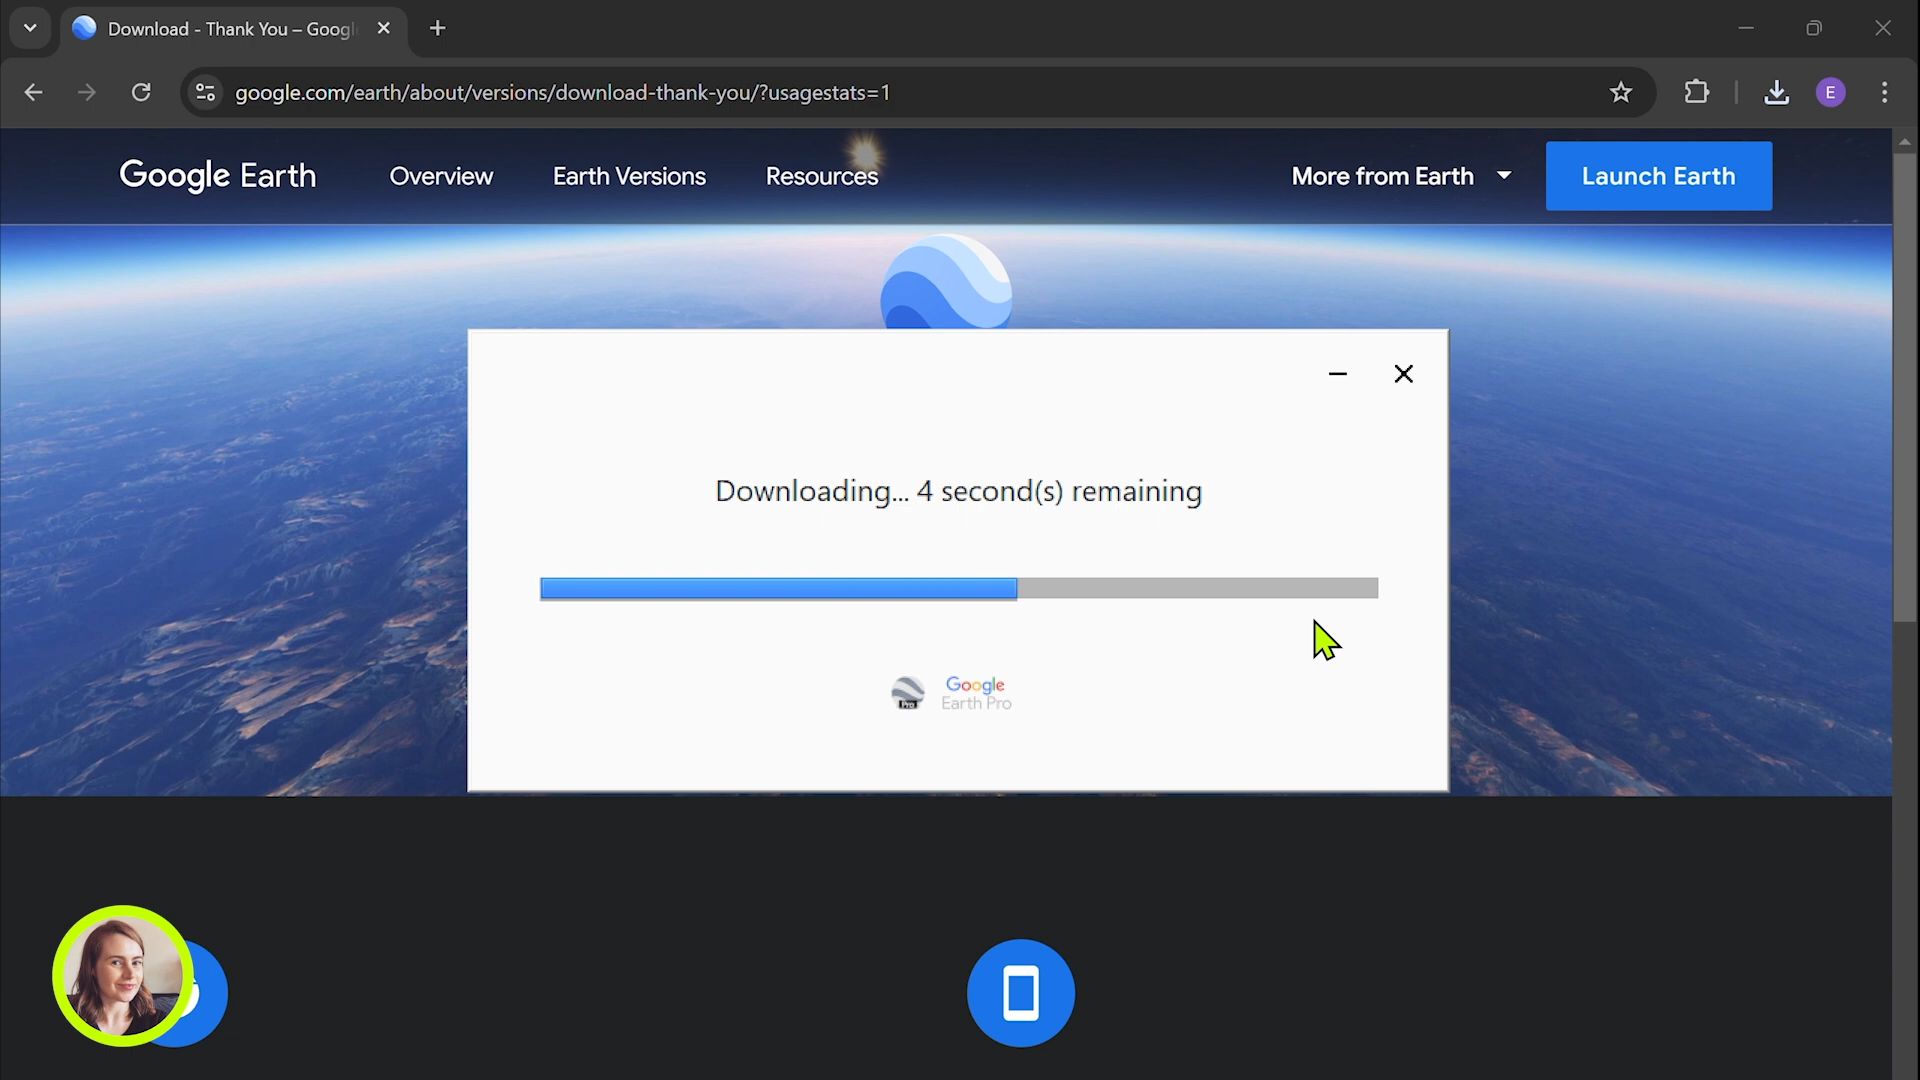 Download - Thank You – Googl
google.com/earth/about/versions/download-thank-you/?usagestats=1
E
Google Earth
Overview
Earth Versions
Resources
More from Earth
Launch Earth
Downloading... 4 second(s) remaining
Pro
Google
Earth Pro